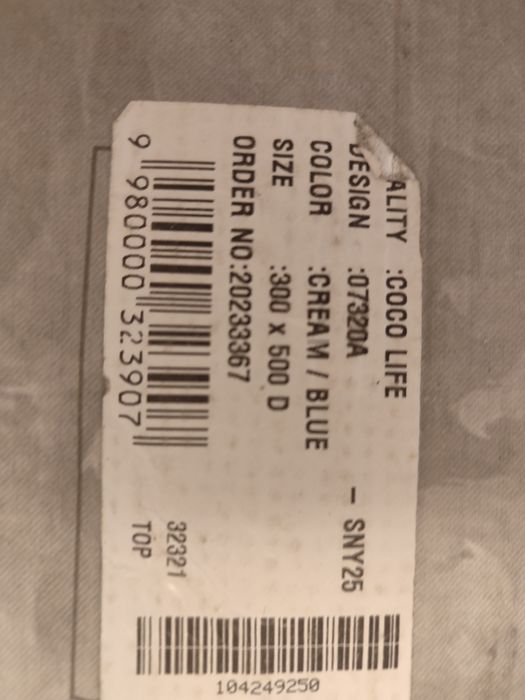 ALITY :COCO LIFE
DESIGN :07320A - SNY25
COLOR :CREAM / BLUE
SIZE :300 x 500 D
ORDER NO:20233367
9 980000 323907
32321
TOP
104249250